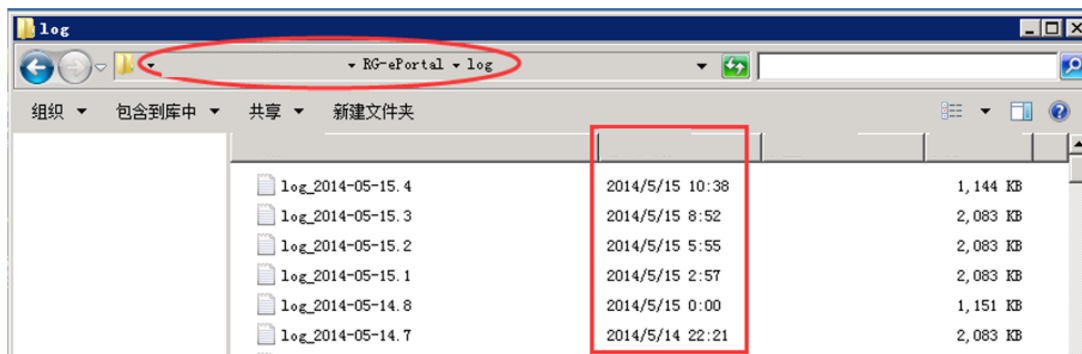 log
RG-ePortal log
组织 包含到库中 共享 新建文件夹
log_2014-05-15.4 2014/5/15 10:38 1,144 KB
log_2014-05-15.3 2014/5/15 8:52 2,083 KB
log_2014-05-15.2 2014/5/15 5:55 2,083 KB
log_2014-05-15.1 2014/5/15 2:57 2,083 KB
log_2014-05-14.8 2014/5/15 0:00 1,151 KB
log_2014-05-14.7 2014/5/14 22:21 2,083 KB